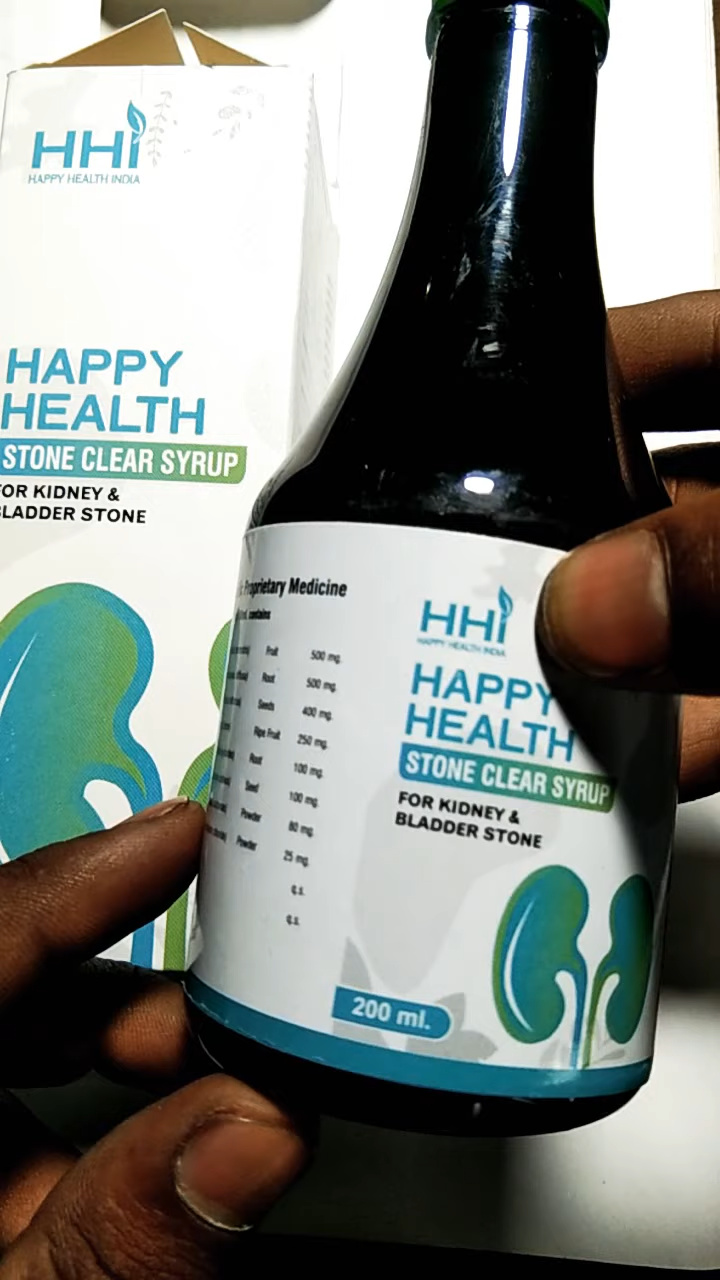 HHI
HAPPY HEALTH INDIA
HAPPY
HEALTH
STONE CLEAR SYRUP
FOR KIDNEY &
BLADDER STONE
Proprietary Medicine
contains
Fruit 500 mg.
Root 500 mg.
Seeds 400 mg.
Ripe Fruit 250 mg.
Root 100 mg.
Seed 100 mg.
Powder 80 mg.
Powder 25 mg.
q.s.
q.s.
HHI
HAPPY HEALTH INDIA
HAPPY
HEALTH
STONE CLEAR SYRUP
FOR KIDNEY &
BLADDER STONE
200 ml.